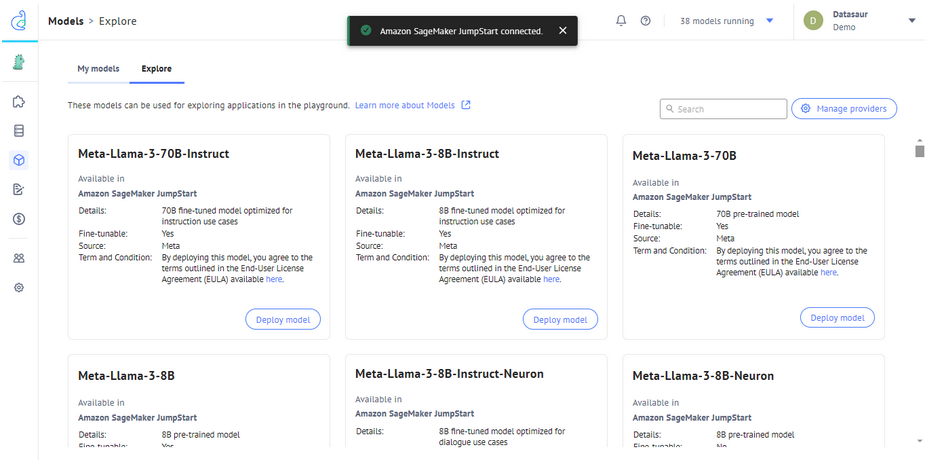 Models > Explore
Amazon SageMaker JumpStart connected.
38 models running
D
Datasaur
Demo
My models
Explore
These models can be used for exploring applications in the playground. Learn more about Models
Search
Manage providers
Meta-Llama-3-70B-Instruct
Available in
Amazon SageMaker JumpStart
Details: 70B fine-tuned model optimized for
instruction use cases
Fine-tunable: Yes
Source: Meta
Term and Condition: By deploying this model, you agree to the
terms outlined in the End-User License
Agreement (EULA) available here.
Deploy model
Meta-Llama-3-8B-Instruct
Available in
Amazon SageMaker JumpStart
Details: 8B fine-tuned model optimized for
instruction use cases
Fine-tunable: Yes
Source: Meta
Term and Condition: By deploying this model, you agree to the
terms outlined in the End-User License
Agreement (EULA) available here.
Deploy model
Meta-Llama-3-70B
Available in
Amazon SageMaker JumpStart
Details: 70B pre-trained model
Fine-tunable: Yes
Source: Meta
Term and Condition: By deploying this model, you agree to the
terms outlined in the End-User License
Agreement (EULA) available here.
Deploy model
Meta-Llama-3-8B
Available in
Amazon SageMaker JumpStart
Details: 8B pre-trained model
Fine-tunable: Yes
Meta-Llama-3-8B-Instruct-Neuron
Available in
Amazon SageMaker JumpStart
Details: 8B fine-tuned model optimized for
dialogue use cases
Meta-Llama-3-8B-Neuron
Available in
Amazon SageMaker JumpStart
Details: 8B pre-trained model
Fine-tunable: No